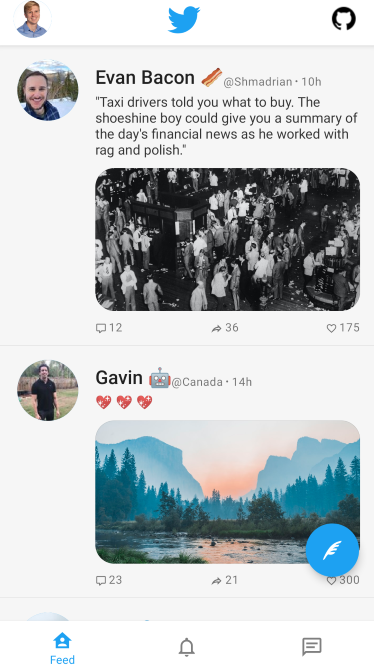 Evan Bacon 🥓 @Shmadrian · 10h
"Taxi drivers told you what to buy. The
shoeshine boy could give you a summary of
the day's financial news as he worked with
rag and polish."
12 36 175
Gavin 🤖 @Canada · 14h
💖 💖 💖
23 21 300
Feed